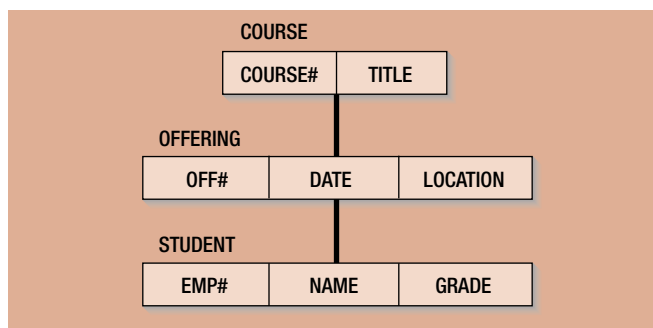 COURSE
COURSE# TITLE
OFFERING
OFF# DATE LOCATION
STUDENT
EMP# NAME GRADE